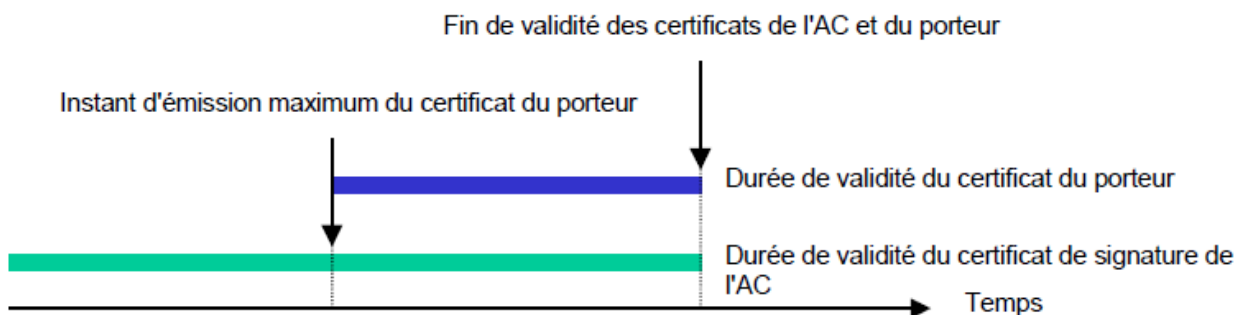 Fin de validité des certificats de l'AC et du porteur
Instant d'émission maximum du certificat du porteur
Durée de validité du certificat du porteur
Durée de validité du certificat de signature de
l'AC
Temps